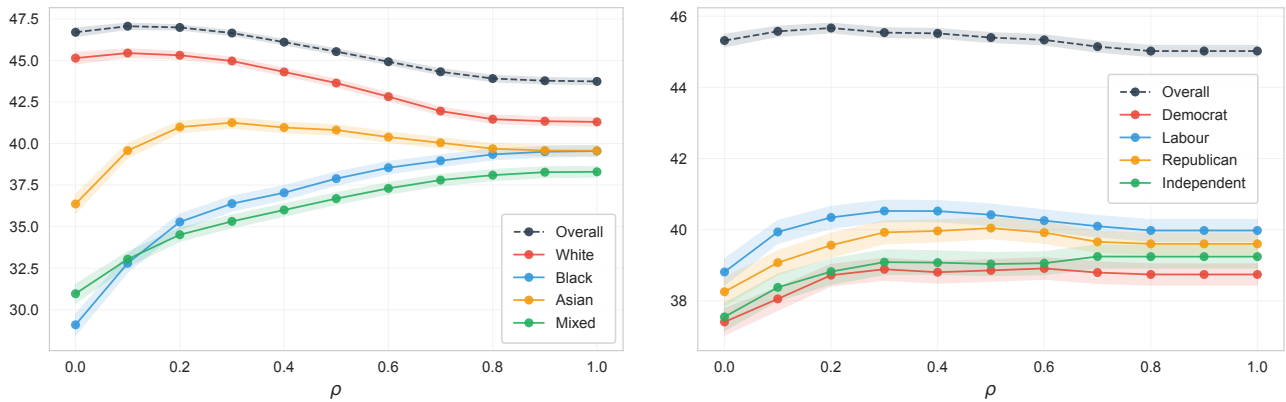 47.5
45.0
42.5
40.0
37.5
35.0
32.5
30.0
0.0 0.2 0.4 0.6 0.8 1.0
ρ
Overall
White
Black
Asian
Mixed
46
44
42
40
38
0.0 0.2 0.4 0.6 0.8 1.0
ρ
Overall
Democrat
Labour
Republican
Independent